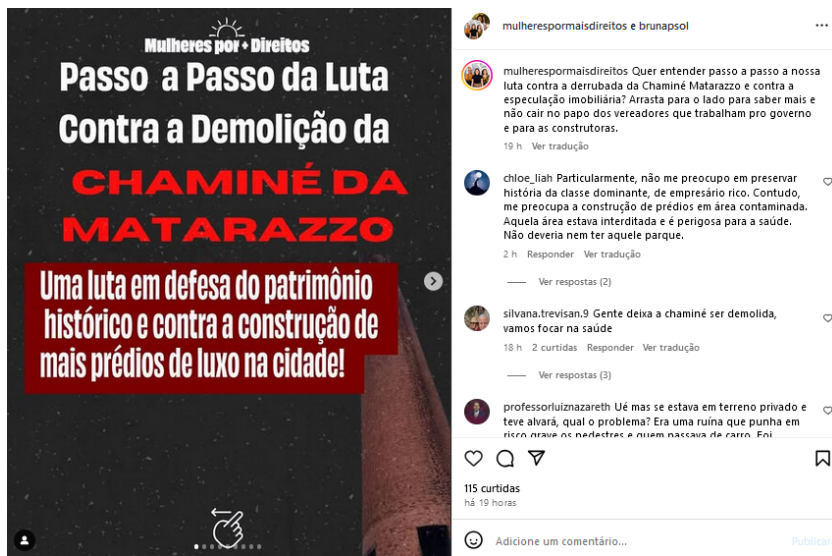 Mulheres por + Direitos
Passo a Passo da Luta
Contra a Demolição da
CHAMINÉ DA
MATARAZZO
Uma luta em defesa do patrimônio
histórico e contra a construção de
mais prédios de luxo na cidade!
mulherespormaisdireitos e brunapsol
mulherespormaisdireitos Quer entender passo a passo a nossa
luta contra a derrubada da Chaminé Matarazzo e contra a
especulação imobiliária? Arrasta para o lado para saber mais e
não cair no papo dos vereadores que trabalham pro governo
e para as construtoras.
19 h Ver tradução
chloe_liah Particularmente, não me preocupo em preservar
história da classe dominante, de empresário rico. Contudo,
me preocupa a construção de prédios em área contaminada.
Aquela área estava interditada e é perigosa para a saúde.
Não deveria nem ter aquele parque.
2 h Responder Ver tradução
Ver respostas (2)
silvana.trevisan.9 Gente deixa a chaminé ser demolida,
vamos focar na saúde
18 h 2 curtidas Responder Ver tradução
Ver respostas (3)
professorluiznazareth Ué mas se estava em terreno privado e
teve alvará, qual o problema? Era uma ruína que punha em
risco grave os pedestres e quem passava de carro. Foi
115 curtidas
há 19 horas
Adicione um comentário...
Publicar